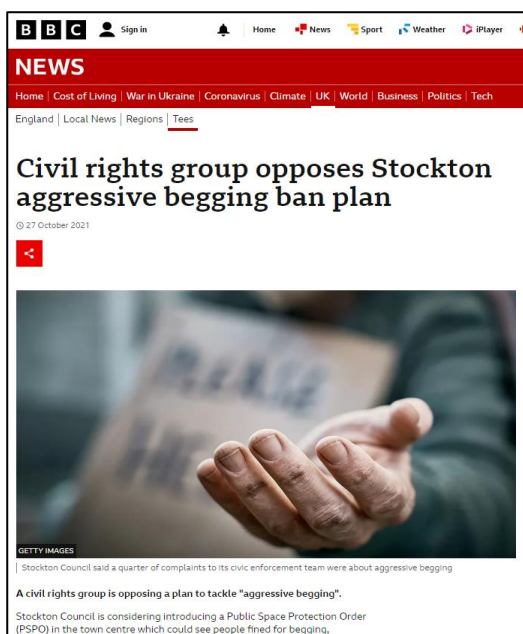 BBC Sign in Home News Sport Weather iPlayer
NEWS
Home | Cost of Living | War in Ukraine | Coronavirus | Climate | UK | World | Business | Politics | Tech
England | Local News | Regions | Tees
Civil rights group opposes Stockton
aggressive begging ban plan
27 October 2021
PLEASE
HE
GETTY IMAGES
Stockton Council said a quarter of complaints to its civic enforcement team were about aggressive begging
A civil rights group is opposing a plan to tackle "aggressive begging".
Stockton Council is considering introducing a Public Space Protection Order
(PSPO) in the town centre which could see people fined for begging,